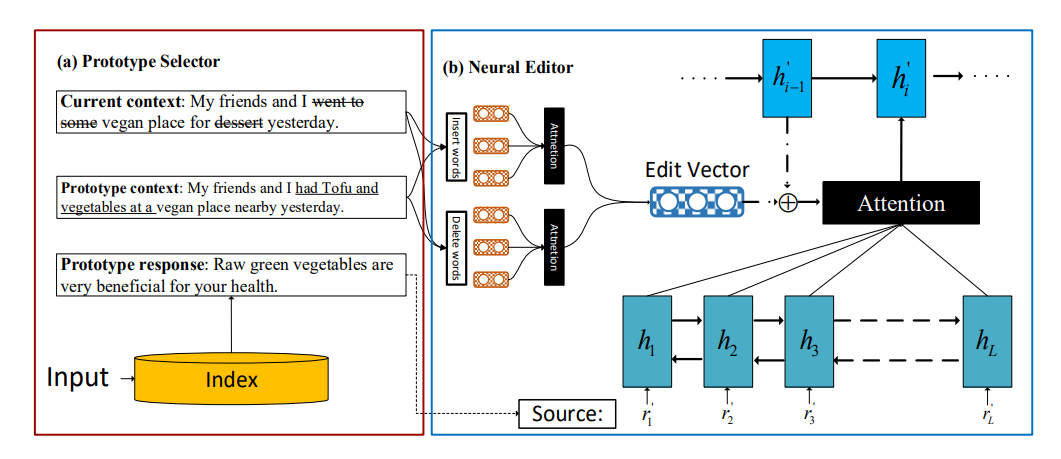 (a) Prototype Selector
Current context: My friends and I went to
some vegan place for dessert yesterday.
Prototype context: My friends and I had Tofu and
vegetables at a vegan place nearby yesterday.
Prototype response: Raw green vegetables are
very beneficial for your health.
Input
Index
(b) Neural Editor
Insert words
Attnetion
Delete words
Attnetion
Edit Vector
h'i-1
h'i
Attention
h1
h2
h3
hL
Source:
r'1
r'2
r'3
r'L